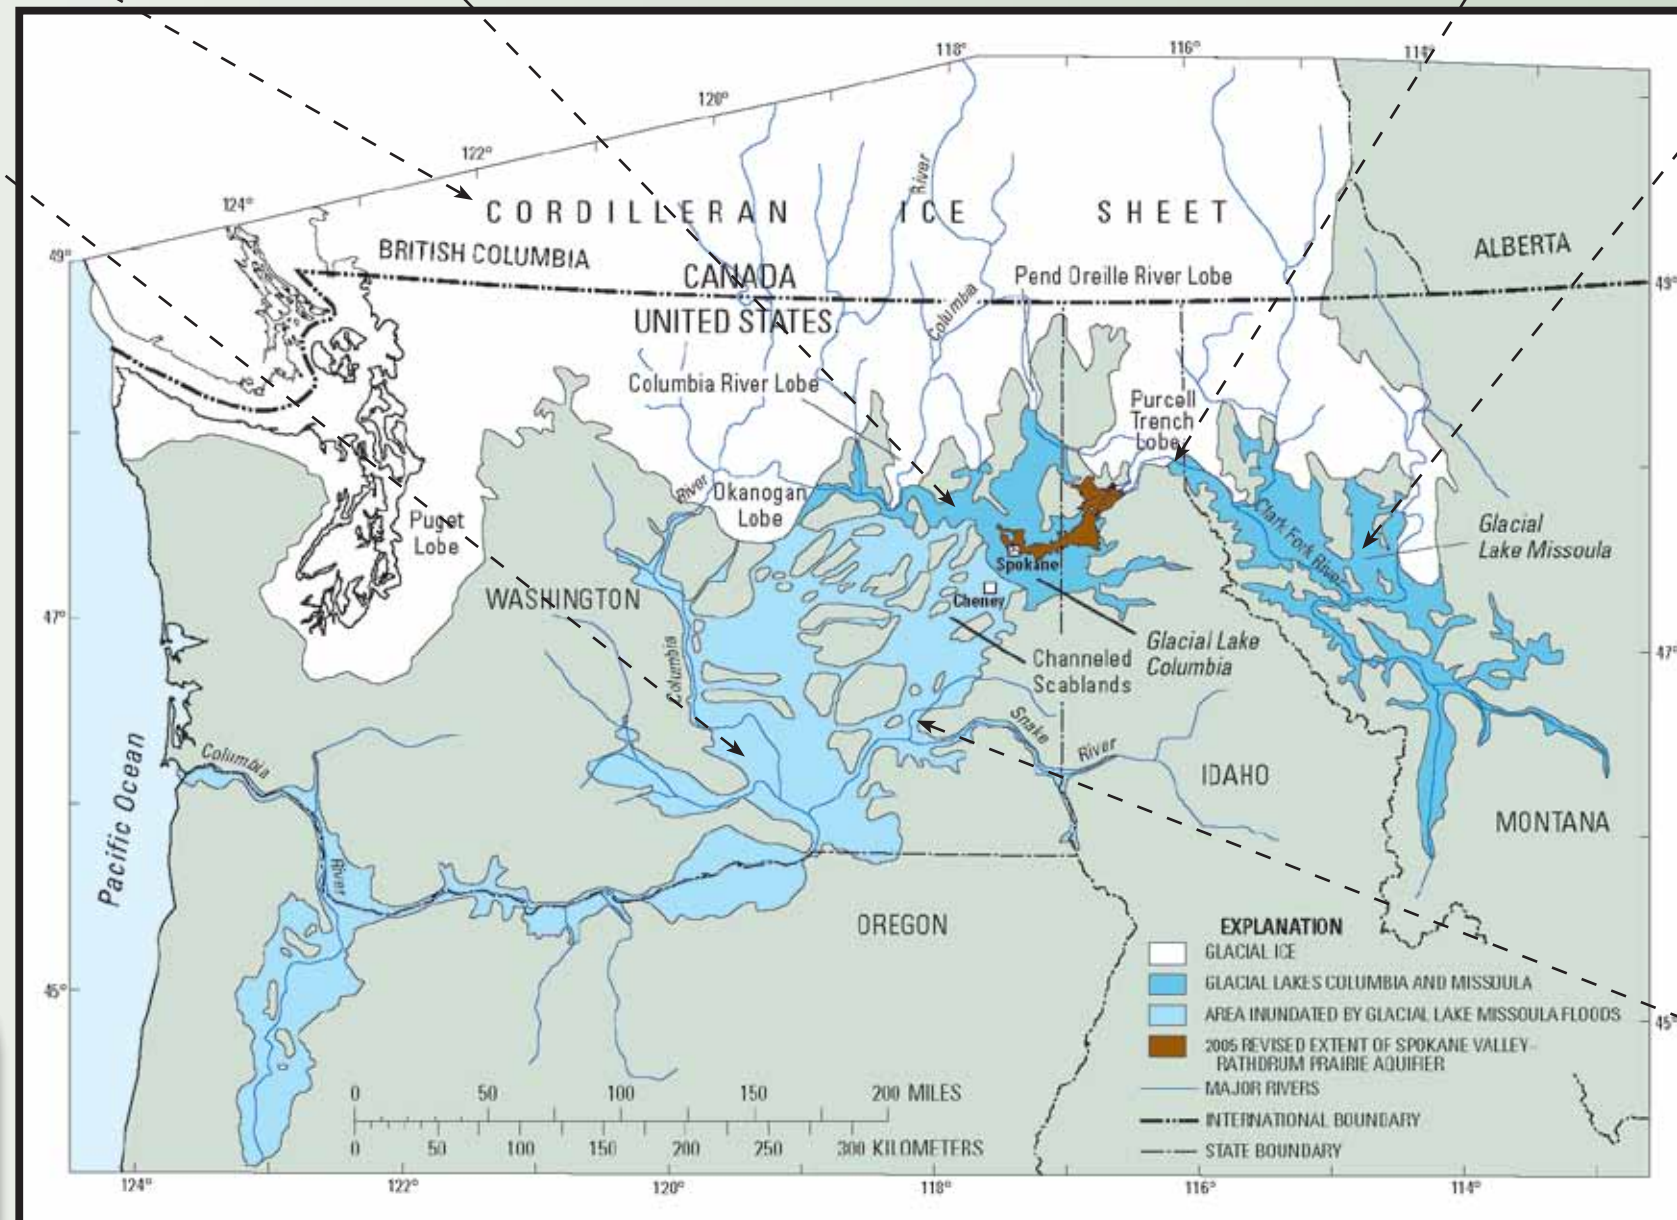 118°
116°
114°
120°
122°
124°
49°
CORDILLERAN ICE SHEET
River
BRITISH COLUMBIA
ALBERTA
CANADA
Pend Oreille River Lobe
49°
UNITED STATES
Columbia
Columbia River Lobe
Purcell
Trench
Lobe
River
Okanogan
Lobe
Puget
Lobe
Clark Fork River
Glacial
Lake Missoula
Spokane
WASHINGTON
Cheney
47°
Columbia
Glacial Lake
Columbia
47°
Channeled
Scablands
Snake
River
Pacific Ocean
Columbia
IDAHO
MONTANA
River
OREGON
EXPLANATION
GLACIAL ICE
GLACIAL LAKES COLUMBIA AND MISSOULA
45°
AREA INUNDATED BY GLACIAL LAKE MISSOULA FLOODS
45°
2005 REVISED EXTENT OF SPOKANE VALLEY-
RATHDRUM PRAIRIE AQUIFIER
MAJOR RIVERS
0 50 100 150 200 MILES
INTERNATIONAL BOUNDARY
0 50 100 150 200 250 300 KILOMETERS
STATE BOUNDARY
124°
122°
120°
118°
116°
114°